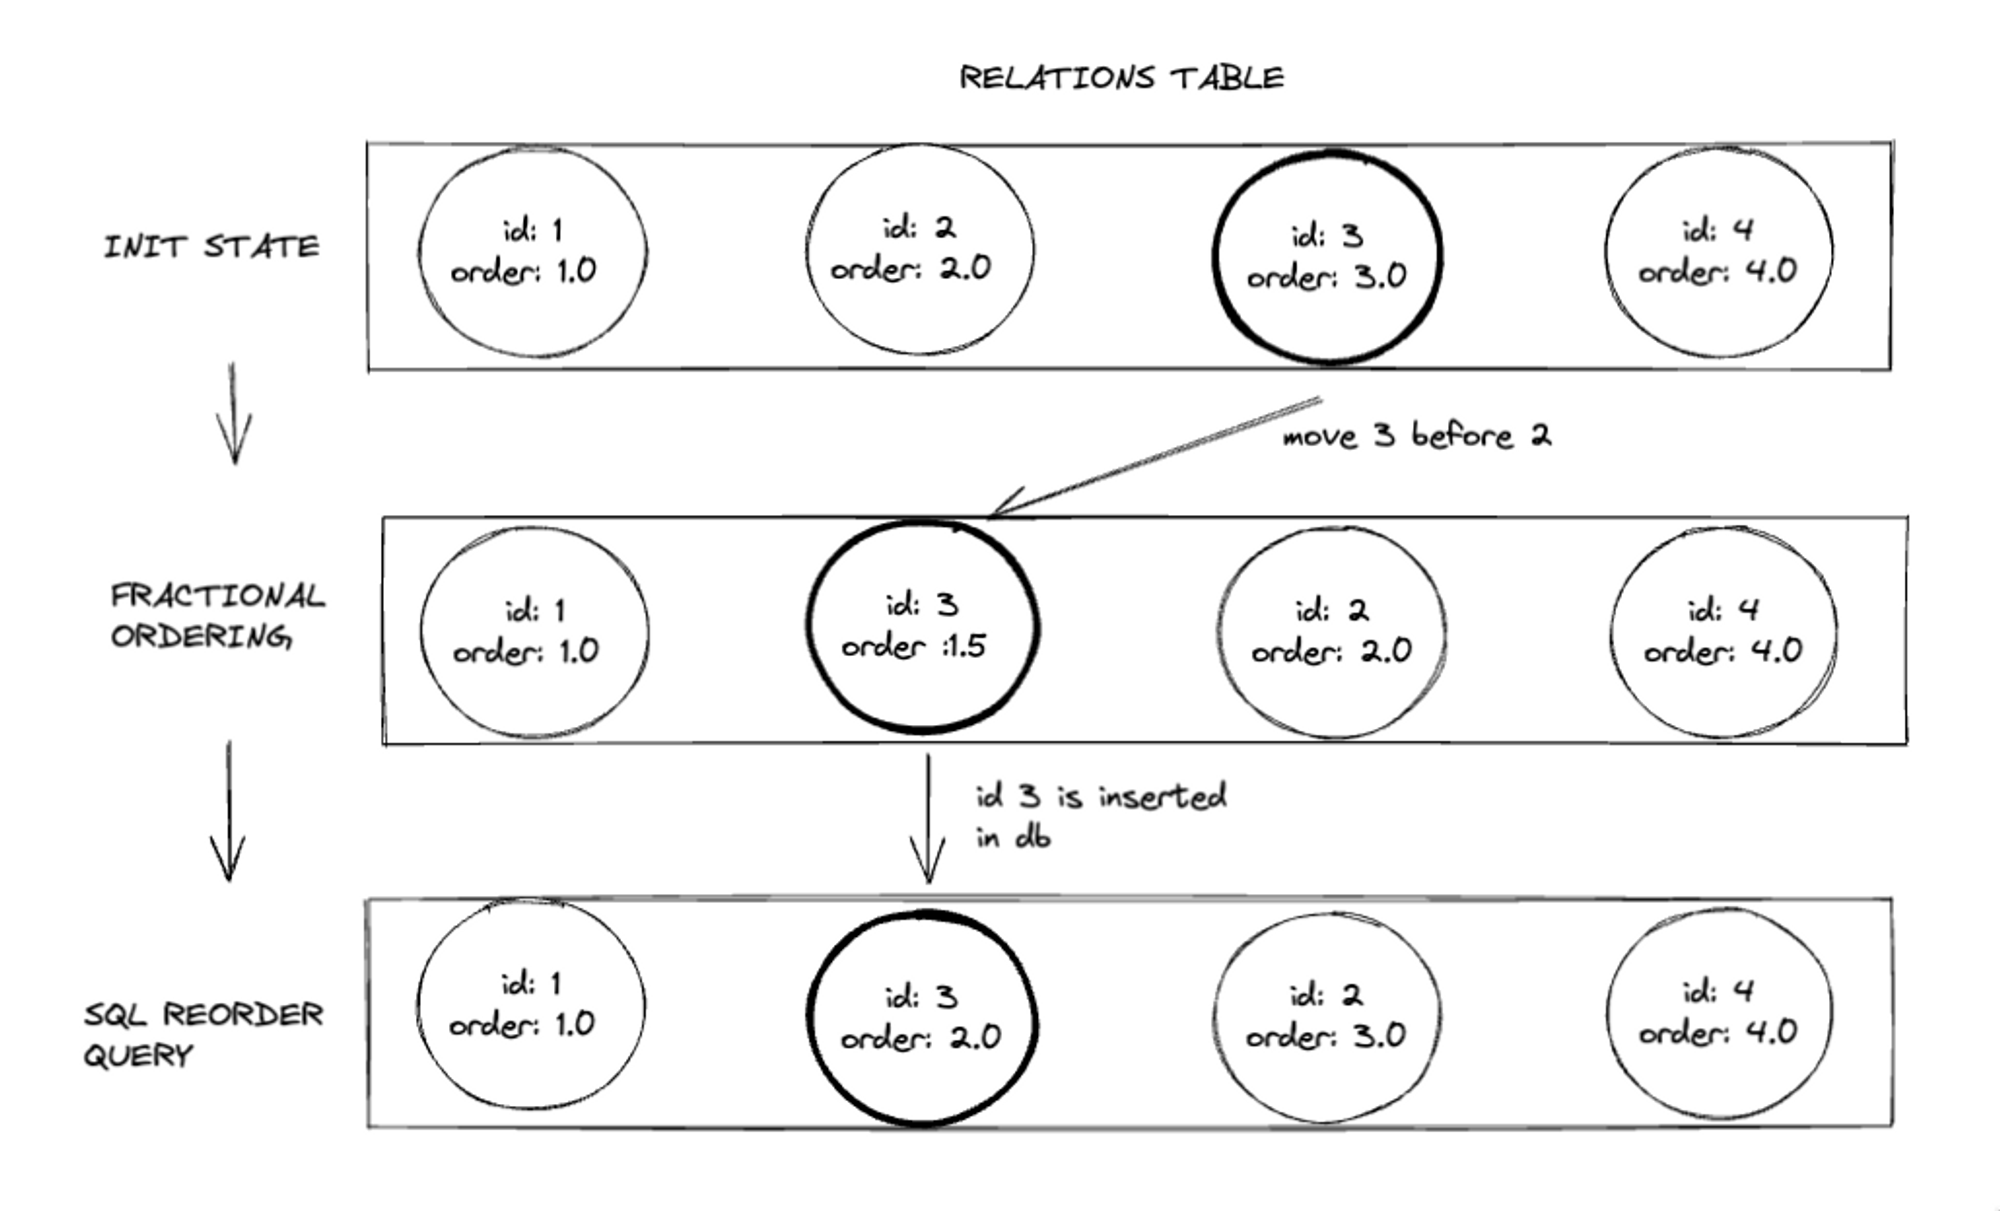 RELATIONS TABLE
INIT STATE
id: 1
order: 1.0
id: 2
order: 2.0
id: 3
order: 3.0
id: 4
order: 4.0
move 3 before 2
FRACTIONAL
ORDERING
id: 1
order: 1.0
id: 3
order :1.5
id: 2
order: 2.0
id: 4
order: 4.0
id 3 is inserted
in db
SQL REORDER
QUERY
id: 1
order: 1.0
id: 3
order: 2.0
id: 2
order: 3.0
id: 4
order: 4.0